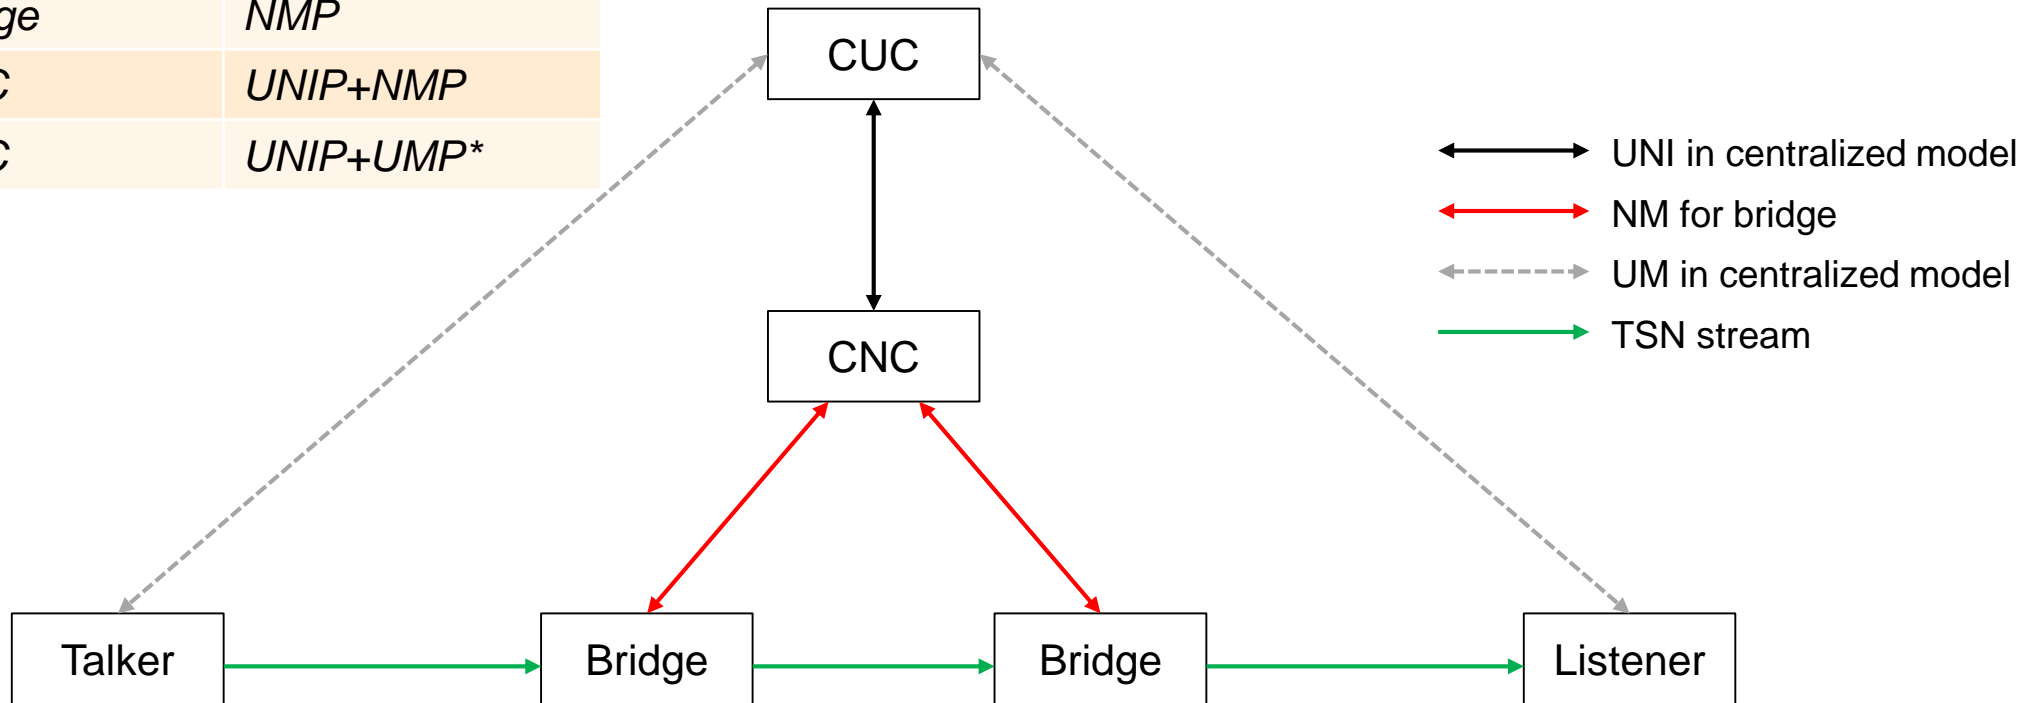 NMP
UNIP+NMP
UNIP+UMP*
CUC
CNC
UNI in centralized model
NM for bridge
UM in centralized model
TSN stream
Talker
Bridge
Bridge
Listener